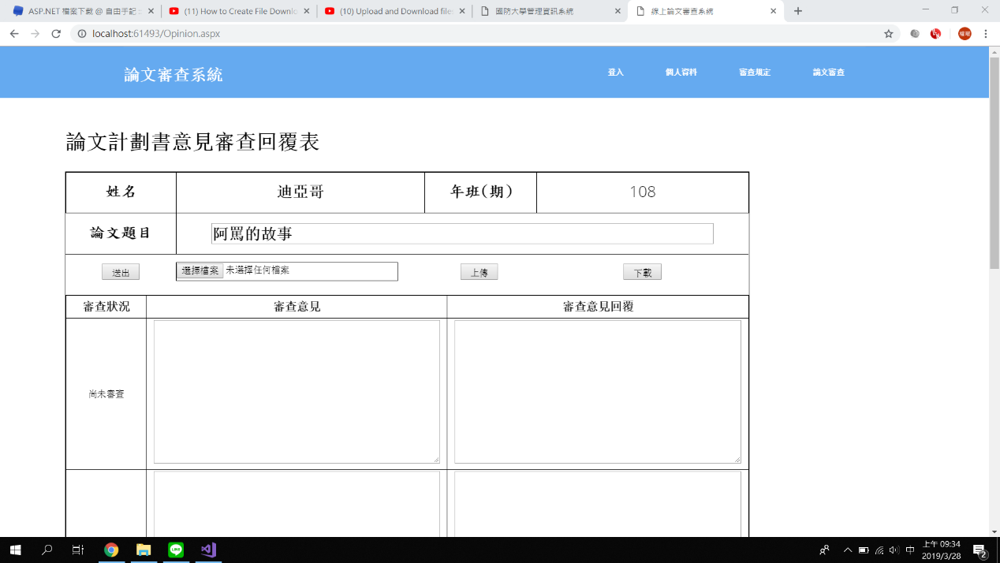 ASP.NET 檔案下載 @ 自由手記 :
(11) How to Create File Downlo
(10) Upload and Download files
國防大學管理資訊系統
線上論文審查系統
localhost:61493/Opinion.aspx
論文審查系統
登入 個人資料 審查規定 論文審查
論文計劃書意見審查回覆表
姓名 迪亞哥 年班(期) 108
論文題目 阿罵的故事
送出 選擇檔案 未選擇任何檔案 上傳 下載
審查狀況 審查意見 審查意見回覆
尚未審查
中
上午 09:34
2019/3/28
2